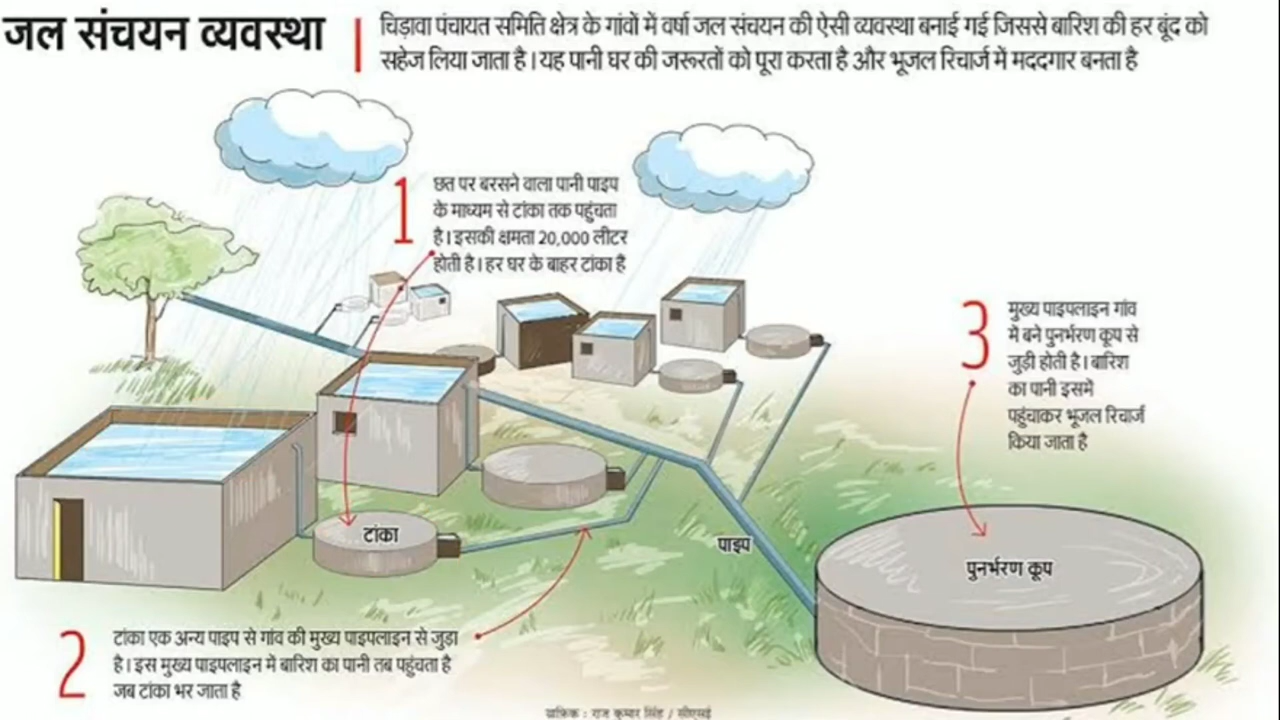 जल संचयन व्यवस्था
चिड़ावा पंचायत समिति क्षेत्र के गांवों में वर्षा जल संचयन की ऐसी व्यवस्था बनाई गई जिससे बारिश की हर बूंद को
सहेज लिया जाता है। यह पानी घर की जरूरतों को पूरा करता है और भूजल रिचार्ज में मददगार बनता है
1
छत पर बरसने वाला पानी पाइप
के माध्यम से टांका तक पहुंचता
है। इसकी क्षमता 20,000 लीटर
होती है। हर घर के बाहर टांका है
3
मुख्य पाइपलाइन गांव
में बने पुनर्भरण कूप से
जुड़ी होती है। बारिश
का पानी इसमें
पहुंचाकर भूजल रिचार्ज
किया जाता है
टांका
पाइप
पुनर्भरण कूप
2
टांका एक अन्य पाइप से गांव की मुख्य पाइपलाइन से जुड़ा
है। इस मुख्य पाइपलाइन में बारिश का पानी तब पहुंचता है
जब टांका भर जाता है
ग्राफिक : राज कुमार सिंह / सीएसई